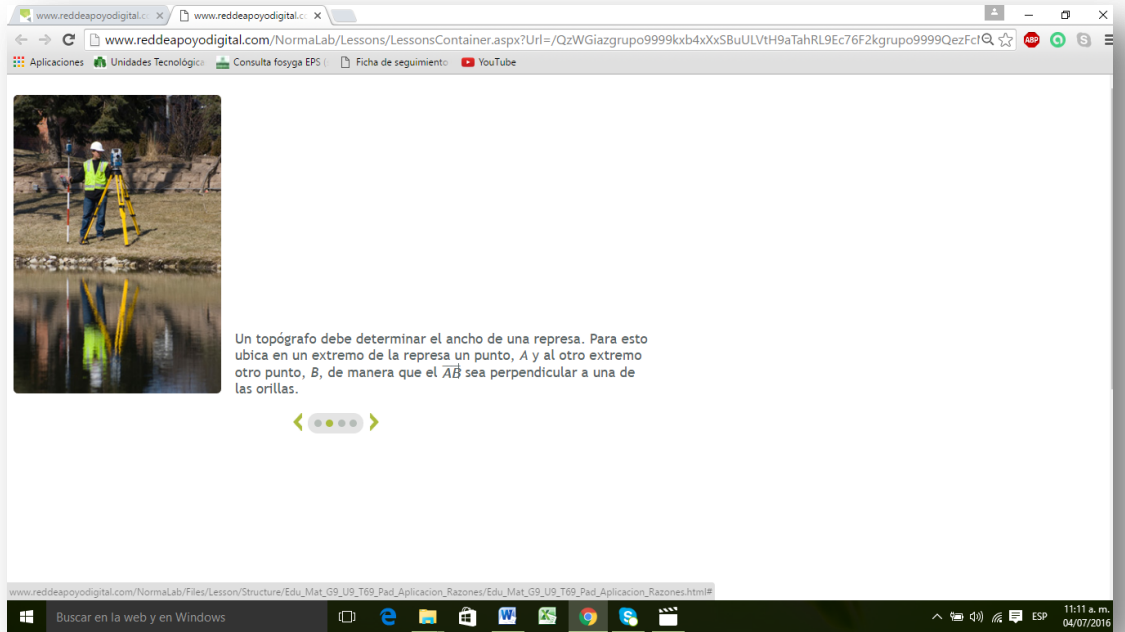 www.reddeapoyodigital.c
www.reddeapoyodigital.c
www.reddeapoyodigital.com/NormaLab/Lessons/LessonsContainer.aspx?Url=/QzWGiazgrupo9999kxb4xXxSBuULVtH9aTahRL9Ec76F2kgrupo9999QezFcN
ABP
S
Aplicaciones
Unidades Tecnológica
Consulta fosyga EPS (
Ficha de seguimiento
YouTube
Un topógrafo debe determinar el ancho de una represa. Para esto
ubica en un extremo de la represa un punto, A y al otro extremo
otro punto, B, de manera que el AB sea perpendicular a una de
las orillas.
www.reddeapoyodigital.com/NormaLab/Files/Lesson/Structure/Edu_Mat_G9_U9_T69_Pad_Aplicacion_Razones/Edu_Mat_G9_U9_T69_Pad_Aplicacion_Razones.html#
Buscar en la web y en Windows
ESP
11:11 a. m.
04/07/2016